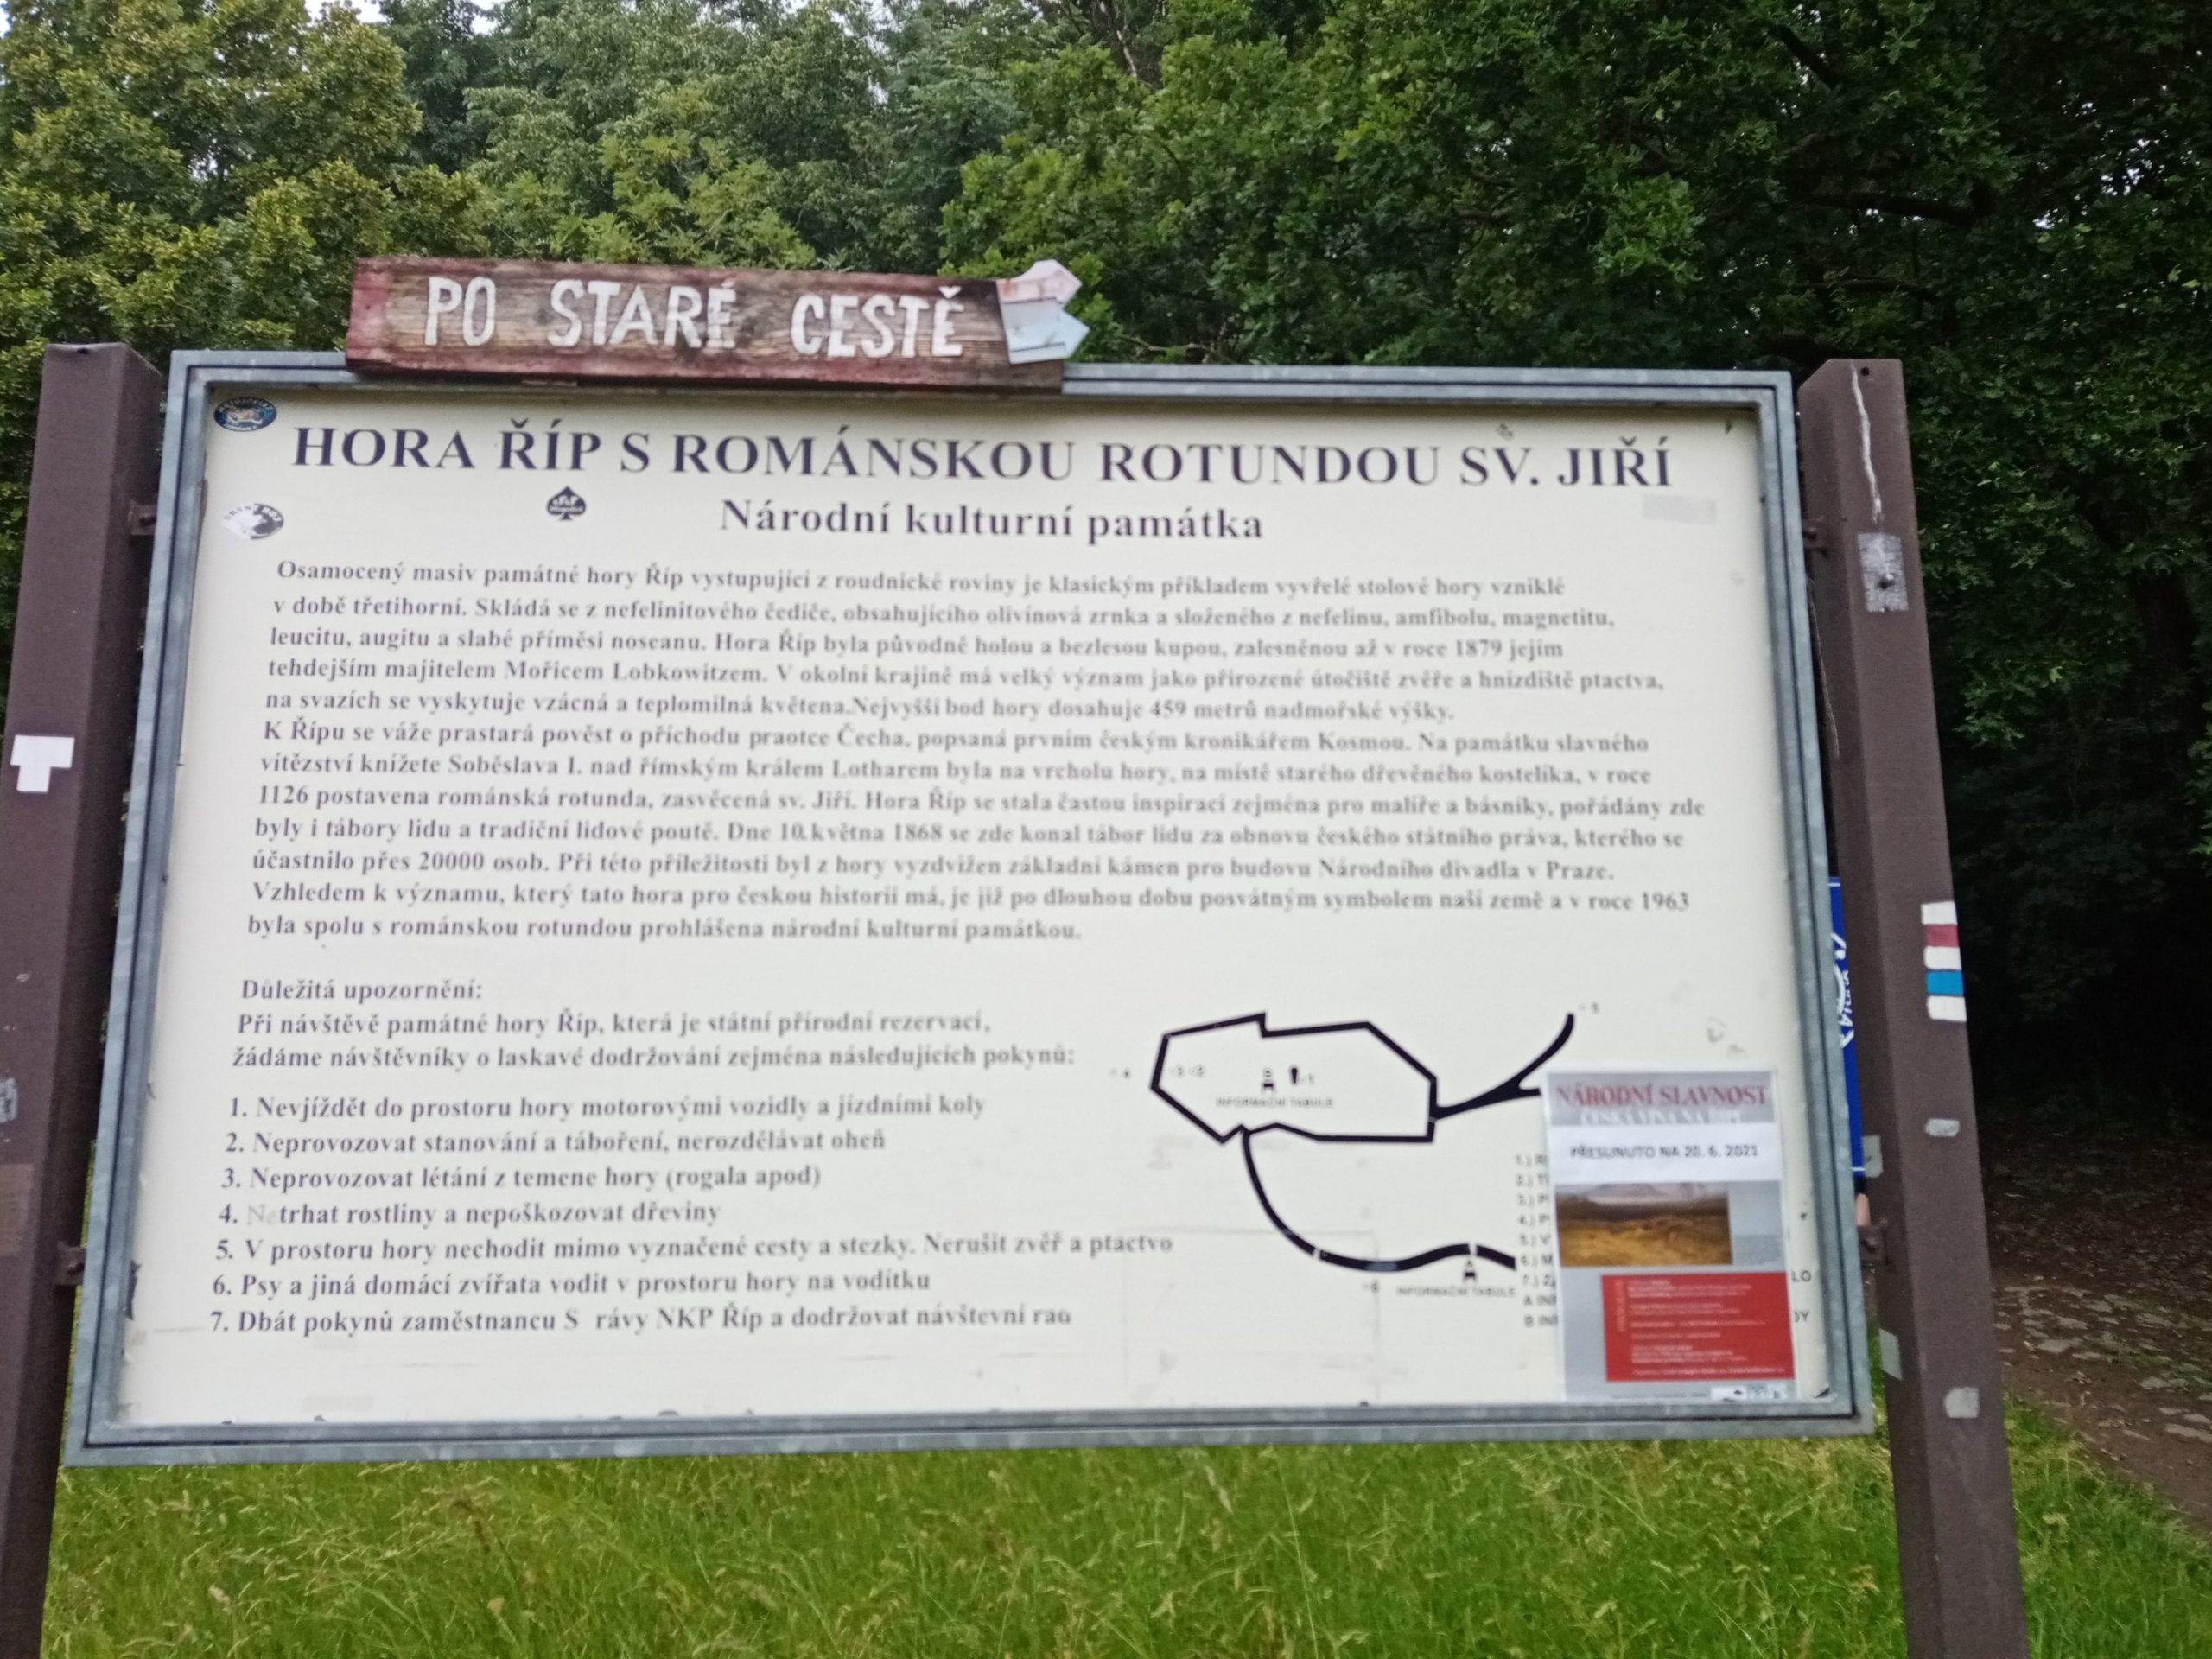 PO STARÉ CESTĚ
HORA ŘÍP S ROMÁNSKOU ROTUNDOU SV. JIŘÍ
Národní kulturní památka
Osamocený masiv památné hory Říp vystupující z roudnické roviny je klasickým příkladem vyvřelé stolové hory vzniklé
v době třetihorní. Skládá se z nefelinitového čediče, obsahujícího olivínová zrnka a složeného z nefelinu, amfibolu, magnetitu,
leucitu, augitu a slabé příměsi noseanu. Hora Říp byla původně holou a bezlesou kupou, zalesněnou až v roce 1879 jejím
tehdejším majitelem Mořicem Lobkowitzem. V okolní krajině má velký význam jako přirozené útočiště zvěře a hnízdiště ptactva,
na svazích se vyskytuje vzácná a teplomilná květena.Nejvyšší bod hory dosahuje 459 metrů nadmořské výšky.
K Řípu se váže prastará pověst o příchodu praotce Čecha, popsaná prvním českým kronikářem Kosmou. Na památku slavného
vítězství knížete Soběslava I. nad římským králem Lotharem byla na vrcholu hory, na místě starého dřevěného kostelíka, v roce
1126 postavena románská rotunda, zasvěcená sv. Jiří. Hora Říp se stala častou inspirací zejména pro malíře a básníky, pořádány zde
byly i tábory lidu a tradiční lidové poutě. Dne 10.května 1868 se zde konal tábor lidu za obnovu českého státního práva, kterého se
účastnilo přes 20000 osob. Při této příležitosti byl z hory vyzdvižen základní kámen pro budovu Národního divadla v Praze.
Vzhledem k významu, který tato hora pro českou historii má, je již po dlouhou dobu posvátným symbolem naší země a v roce 1963
byla spolu s románskou rotundou prohlášena národní kulturní památkou.
Důležitá upozornění:
Při návštěvě památné hory Říp, která je státní přírodní rezervací,
žádáme návštěvníky o laskavé dodržování zejména následujících pokynů:
1. Nevjíždět do prostoru hory motorovými vozidly a jízdními koly
2. Neprovozovat stanování a táboření, nerozdělávat oheň
3. Neprovozovat létání z temene hory (rogala apod)
4. Netrhat rostliny a nepoškozovat dřeviny
5. V prostoru hory nechodit mimo vyznačené cesty a stezky. Nerušit zvěř a ptactvo
6. Psy a jiná domácí zvířata vodit v prostoru hory na vodítku
7. Dbát pokynů zaměstnancu S rávy NKP Říp a dodržovat návštevní rao
INFORMAČNÍ TABULE
INFORMAČNÍ TABULE
NÁRODNÍ SLAVNOST
PŘESUNUTO NA 20. 6. 2021